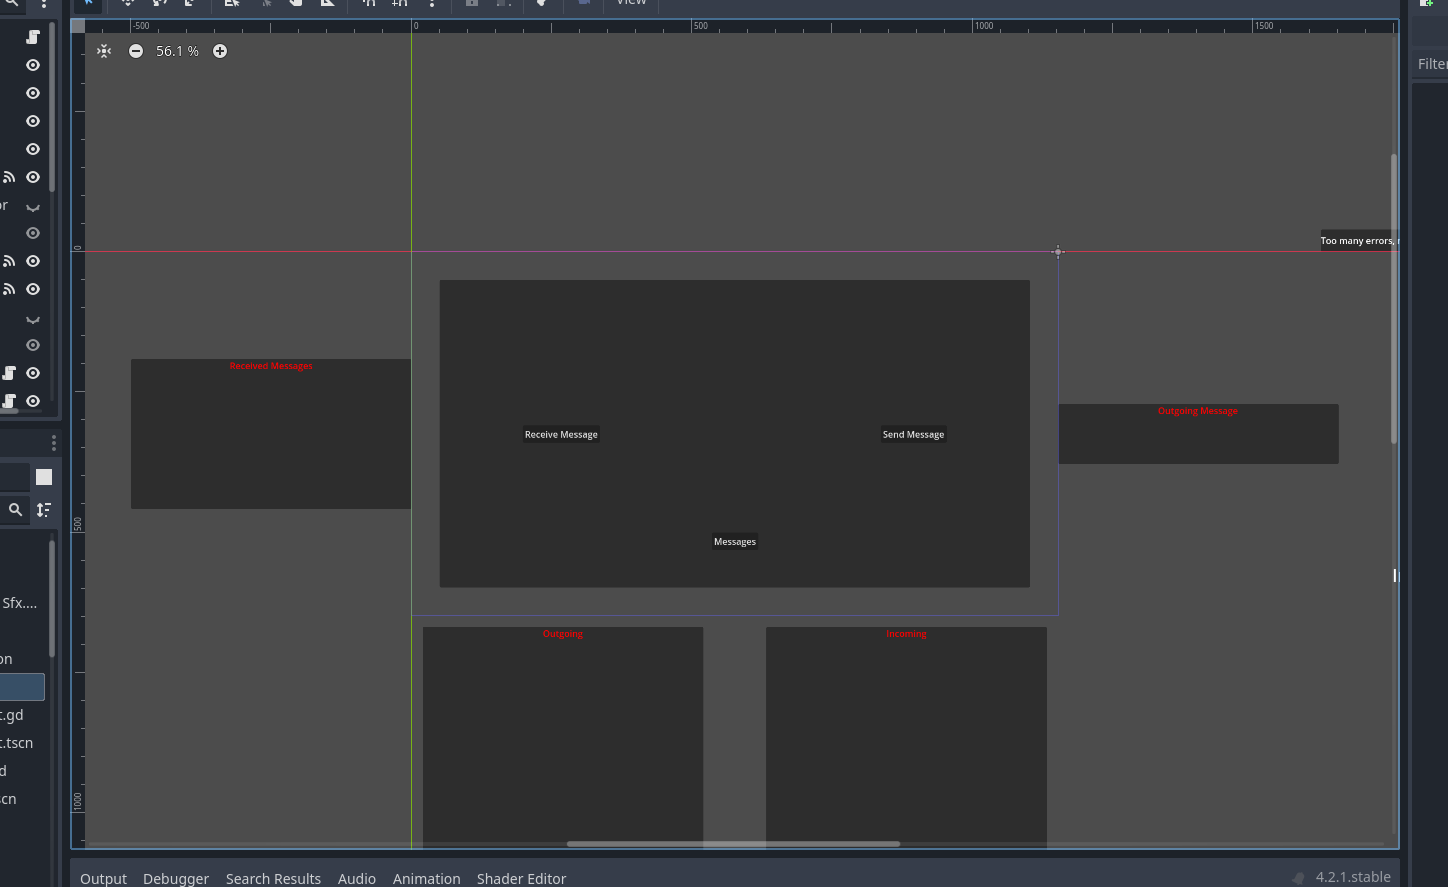 View
-500
0
500
1000
1500
56.1 %
Filte
or
0
Too many errors,
Received Messages
Outgoing Message
Receive Message
Send Message
500
Messages
Sfx....
Outgoing
Incoming
on
t.gd
t.tscn
d
scn
1000
Output
Debugger
Search Results
Audio
Animation
Shader Editor
4.2.1.stable